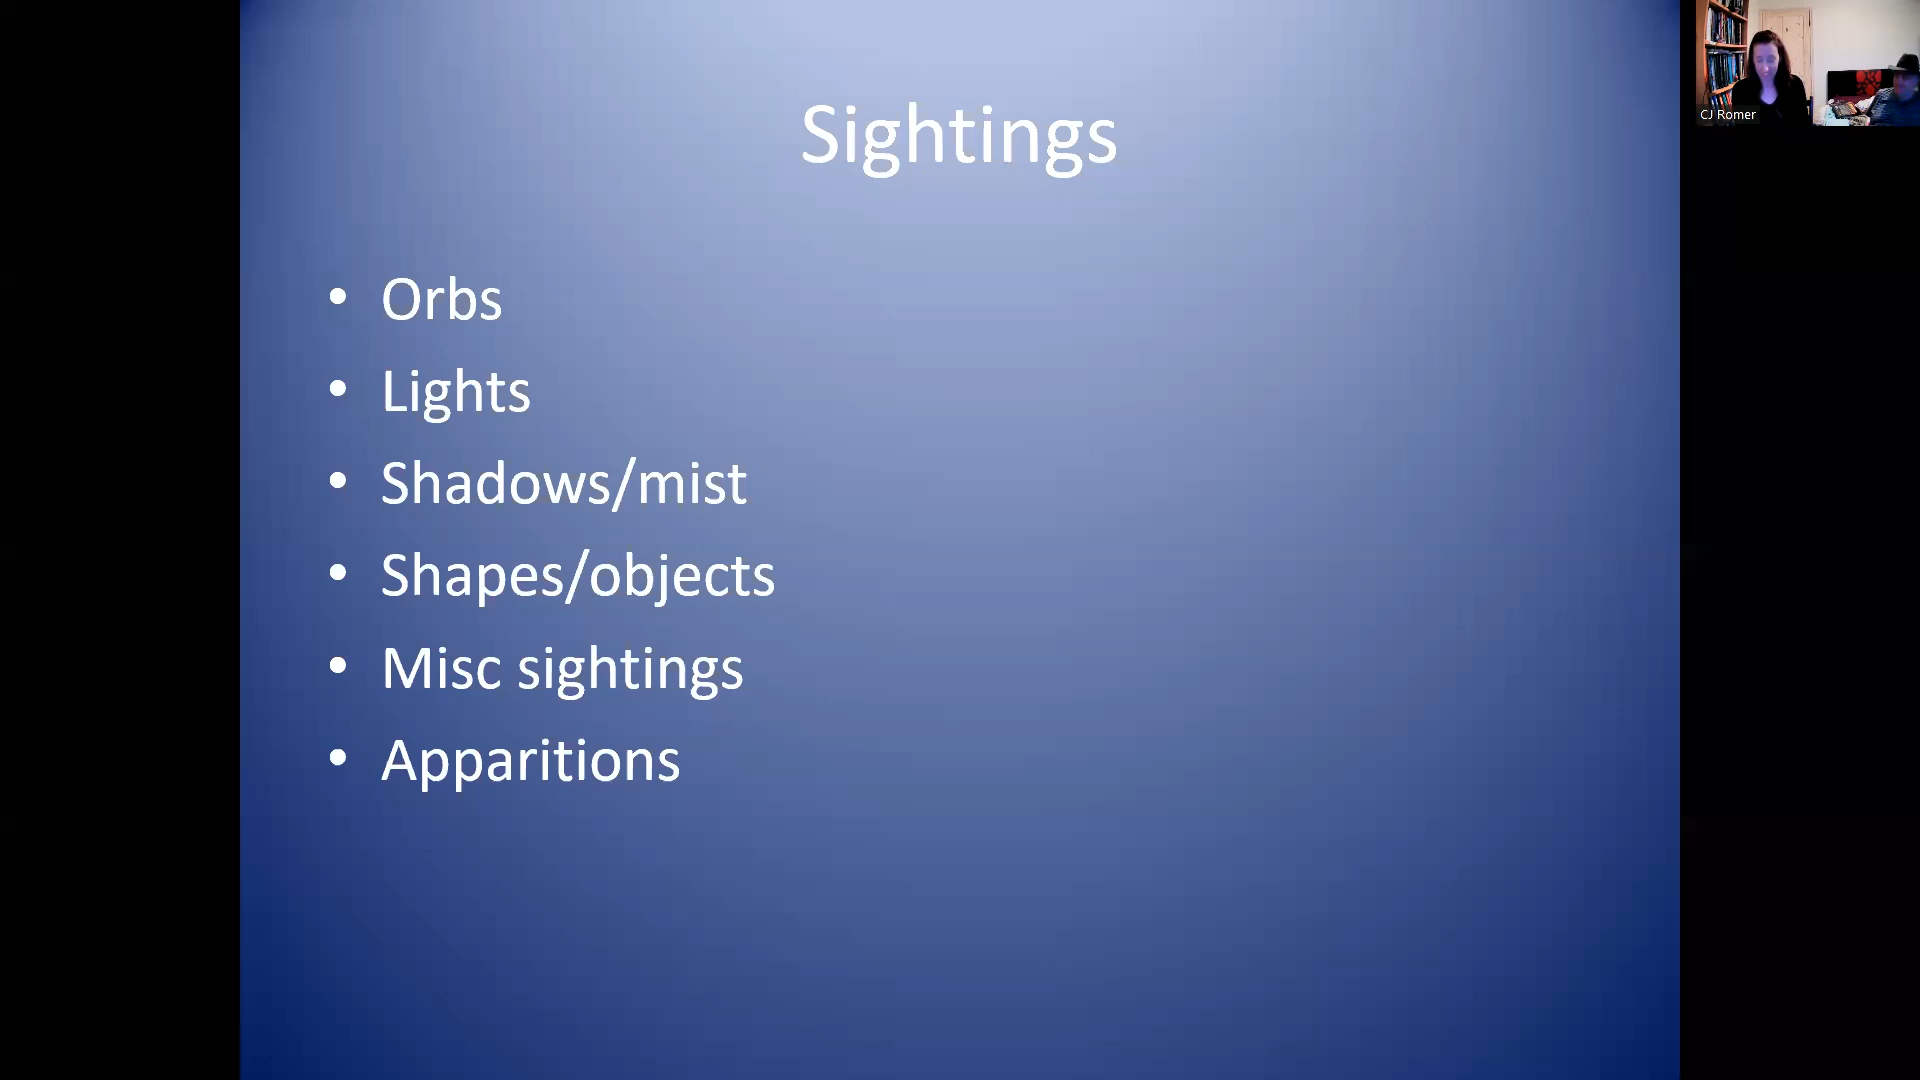 Sightings
• Orbs
• Lights
• Shadows/mist
• Shapes/objects
• Misc sightings
• Apparitions
CJ Romer